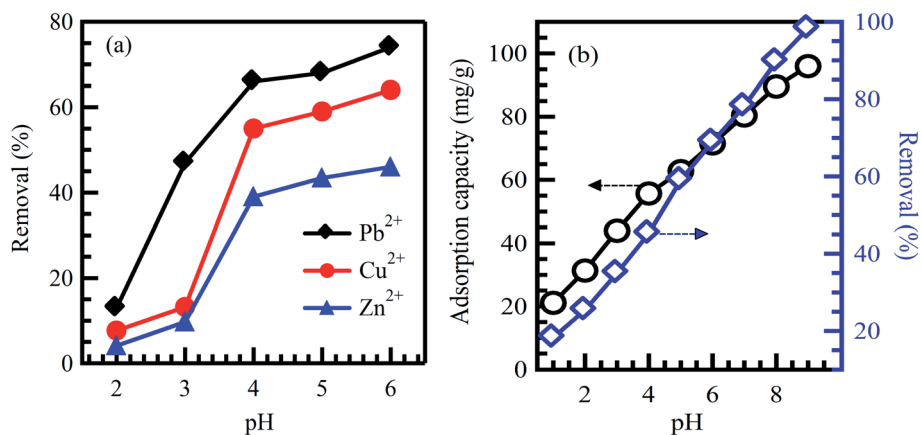 (a)
Removal (%)
80
60
40
20
0
Pb²⁺
Cu²⁺
Zn²⁺
2 3 4 5 6
pH
(b)
Adsorption capacity (mg/g)
100
80
60
40
20
0
2 4 6 8
pH
100
80
60
40
20
Removal (%)